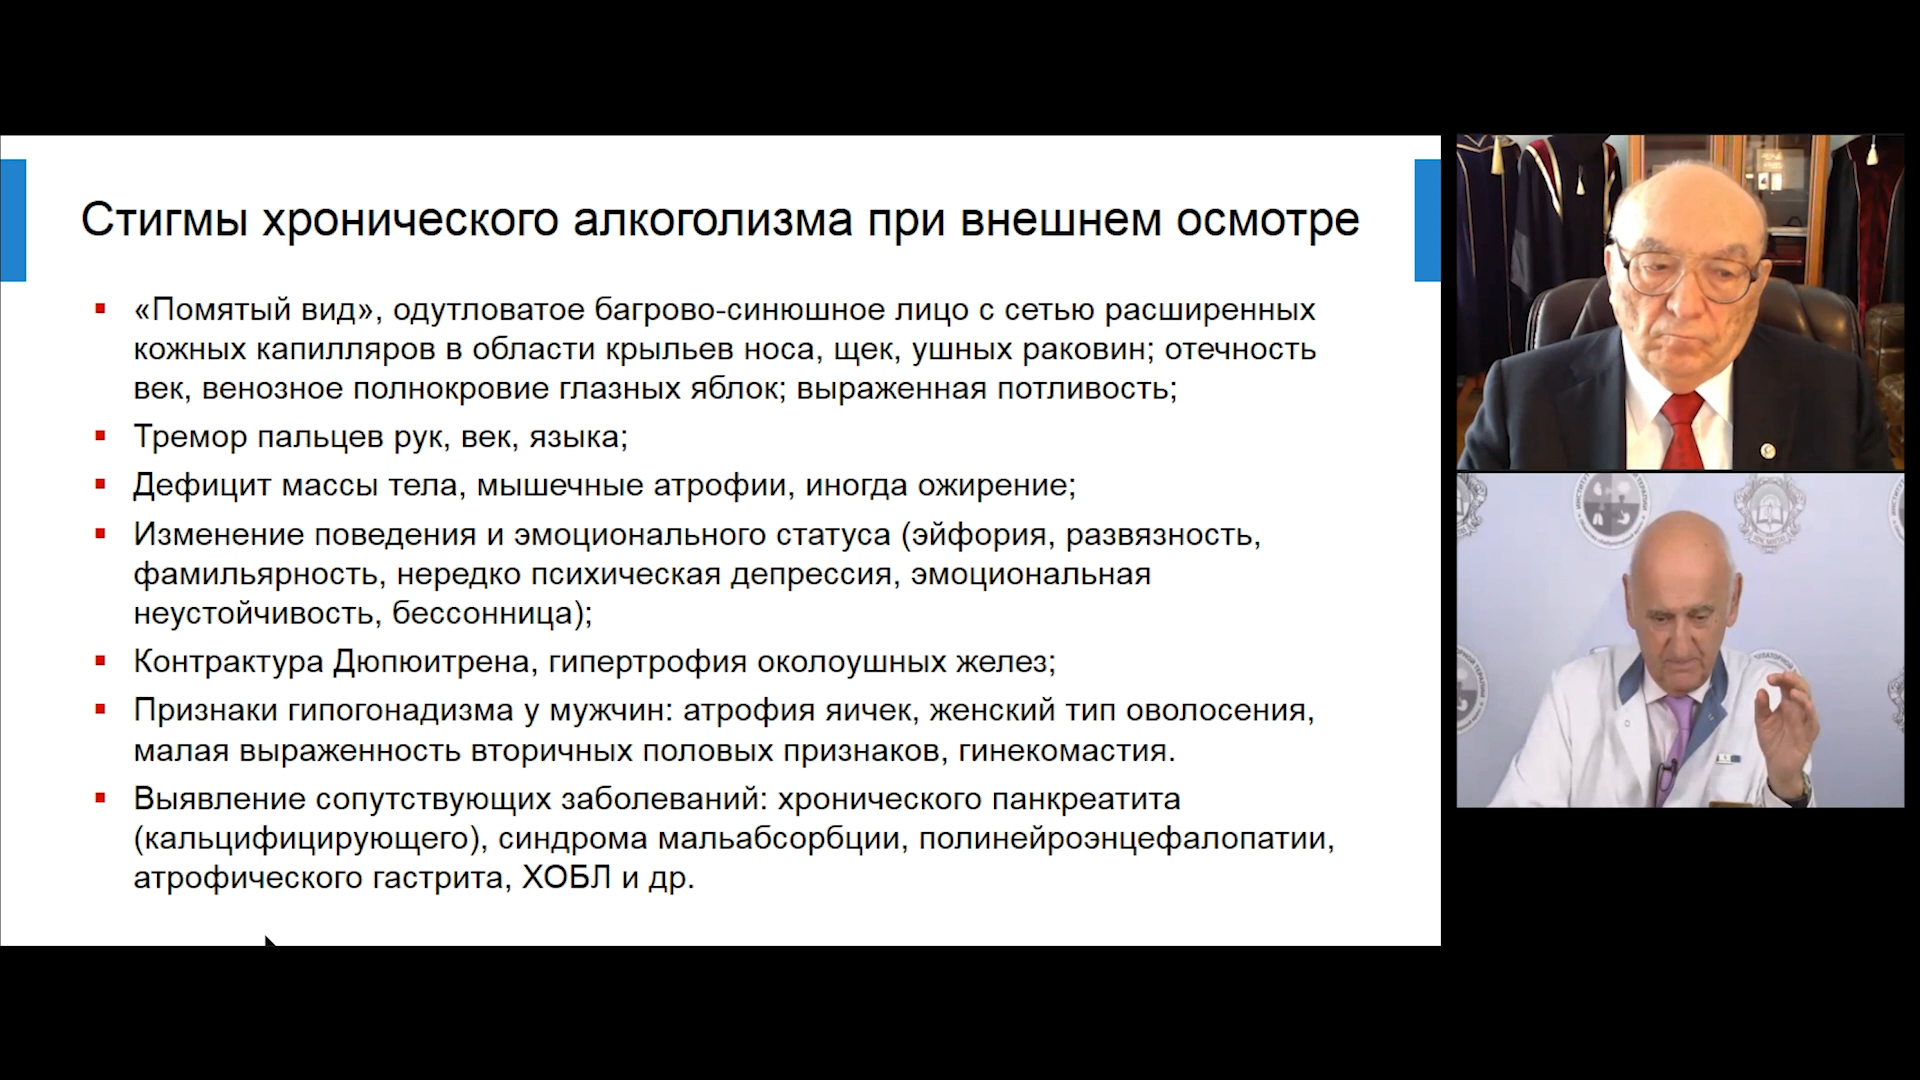 Стигмы хронического алкоголизма при внешнем осмотре
«Помятый вид», одутловатое багрово-синюшное лицо с сетью расширенных
кожных капилляров в области крыльев носа, щек, ушных раковин; отечность
век, венозное полнокровие глазных яблок; выраженная потливость;
Тремор пальцев рук, век, языка;
Дефицит массы тела, мышечные атрофии, иногда ожирение;
Изменение поведения и эмоционального статуса (эйфория, развязность,
фамильярность, нередко психическая депрессия, эмоциональная
неустойчивость, бессонница);
Контрактура Дюпюитрена, гипертрофия околоушных желез;
Признаки гипогонадизма у мужчин: атрофия яичек, женский тип оволосения,
малая выраженность вторичных половых признаков, гинекомастия.
Выявление сопутствующих заболеваний: хронического панкреатита
(кальцифицирующего), синдрома мальабсорбции, полинейроэнцефалопатии,
атрофического гастрита, ХОБЛ и др.